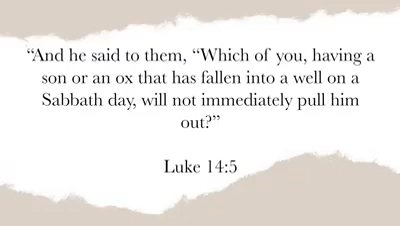 “And he said to them, “Which of you, having a
son or an ox that has fallen into a well on a
Sabbath day, will not immediately pull him
out?”
Luke 14:5